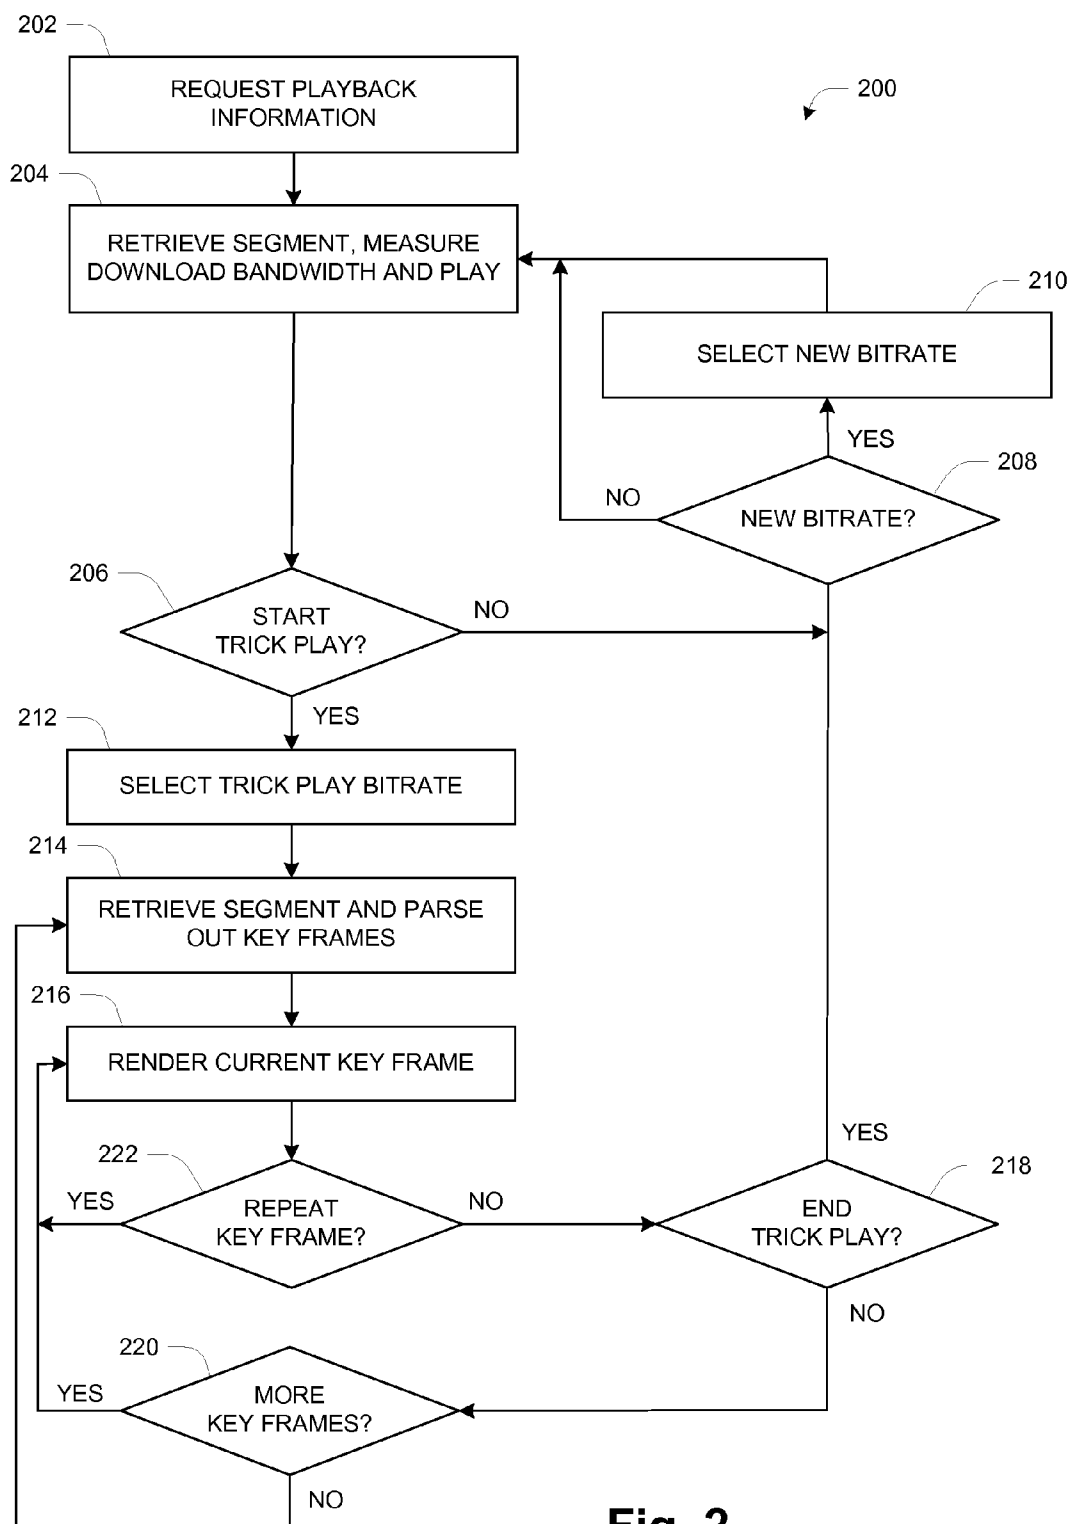 202
REQUEST PLAYBACK
INFORMATION
200
204
RETRIEVE SEGMENT, MEASURE
DOWNLOAD BANDWIDTH AND PLAY
210
SELECT NEW BITRATE
YES
208
NO
NEW BITRATE?
206
START
TRICK PLAY?
NO
YES
212
SELECT TRICK PLAY BITRATE
214
RETRIEVE SEGMENT AND PARSE
OUT KEY FRAMES
216
RENDER CURRENT KEY FRAME
YES
222
218
YES
REPEAT
KEY FRAME?
NO
END
TRICK PLAY?
NO
220
YES
MORE
KEY FRAMES?
NO
Fig. 2